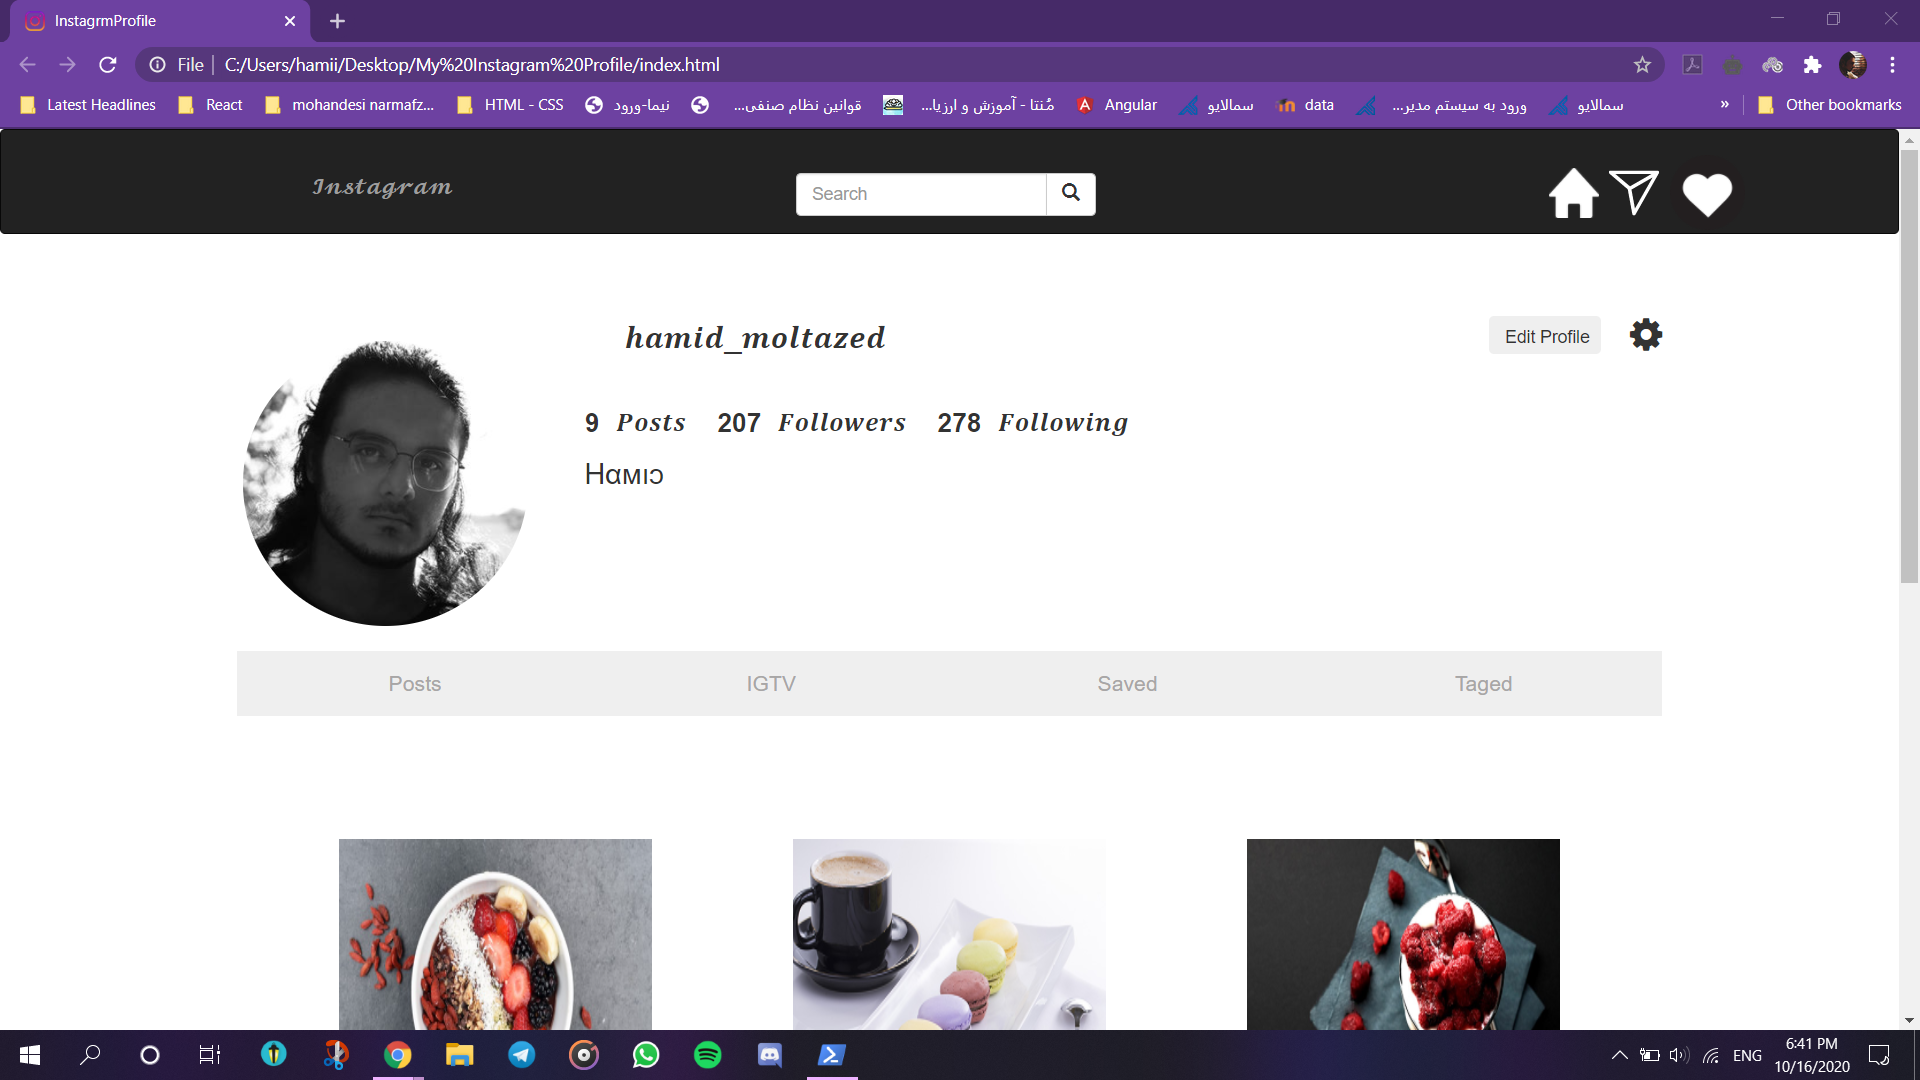 InstagrmProfile
File | C:/Users/hamii/Desktop/My%20Instagram%20Profile/index.html
Latest Headlines React mohandesi narmafz... HTML - CSS نیما-ورود قوانین نظام صنفی... مُنتا - آموزش و ارزیا... Angular سمالایو data ورود به سیستم مدیر... سمالایو » Other bookmarks
Instagram
Search
hamid_moltazed
Edit Profile
9 Posts 207 Followers 278 Following
Hαмιɔ
Posts IGTV Saved Taged
ENG
6:41 PM
10/16/2020